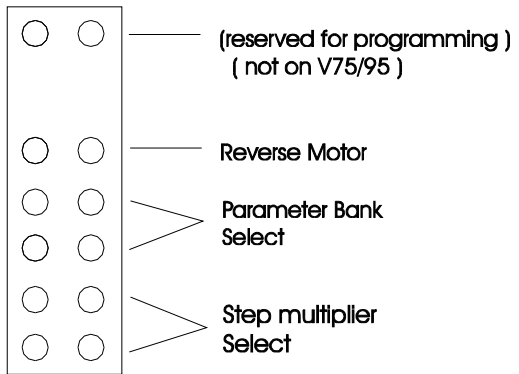 (reserved for programming )
( not on V75/95 )
Reverse Motor
Parameter Bank
Select
Step multiplier
Select